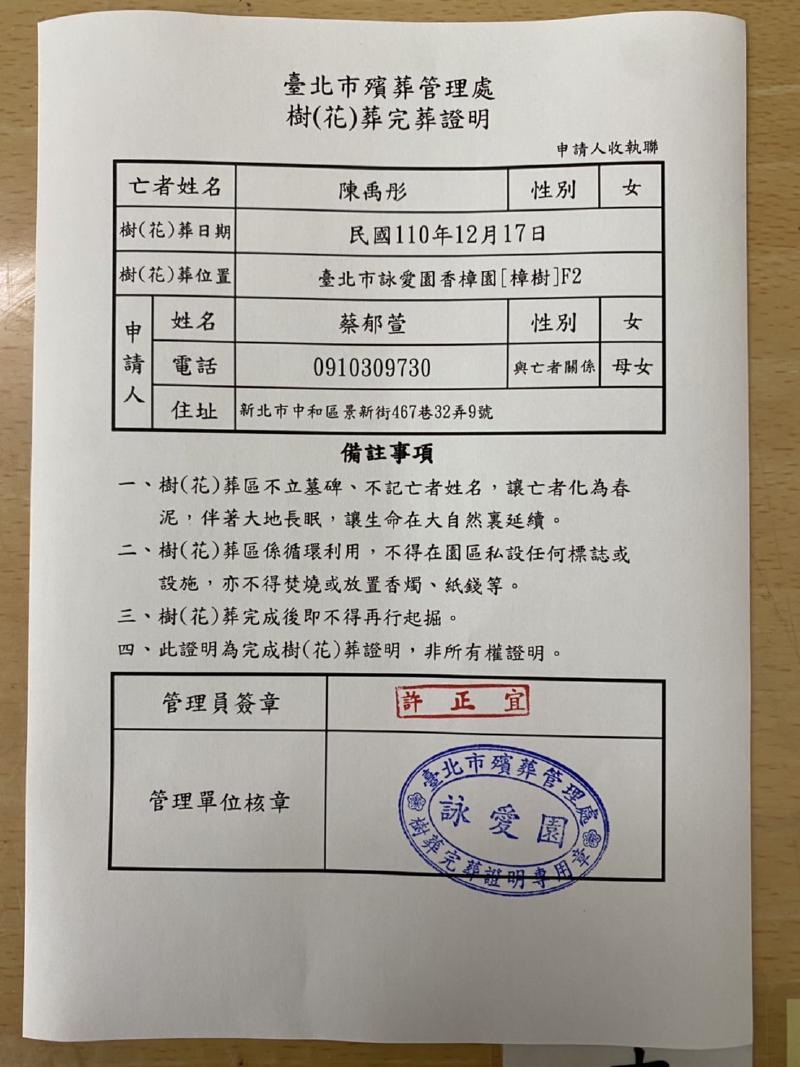 臺北市殯葬管理處
樹(花)葬完葬證明
申請人收執聯
亡者姓名 陳禹彤 性別 女
樹(花)葬日期 民國110年12月17日
樹(花)葬位置 臺北市詠愛園香樟園[樟樹]F2
申請人
姓名 蔡郁萱 性別 女
電話 0910309730 與亡者關係 母女
住址 新北市中和區景新街467巷32弄9號
備註事項
一、樹(花)葬區不立墓碑、不記亡者姓名，讓亡者化為春
泥，伴著大地長眠，讓生命在大自然裏延續。
二、樹(花)葬區係循環利用，不得在園區私設任何標誌或
設施，亦不得焚燒或放置香燭、紙錢等。
三、樹(花)葬完成後即不得再行起掘。
四、此證明為完成樹(花)葬證明，非所有權證明。
管理員簽章 許正宜
管理單位核章
臺北市殯葬管理處
詠愛園
樹葬完葬證明專用章